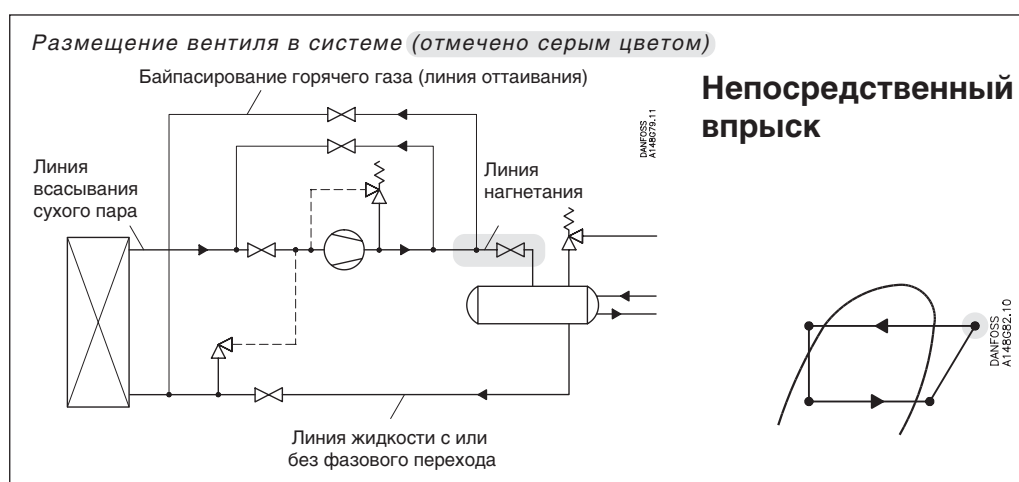 Размещение вентиля в системе (отмечено серым цветом)
Байпасирование горячего газа (линия оттаивания)
Непосредственный
впрыск
DANFOSS
A148G79.11
Линия
всасывания
сухого пара
Линия
нагнетания
DANFOSS
A148G82.10
Линия жидкости с или
без фазового перехода